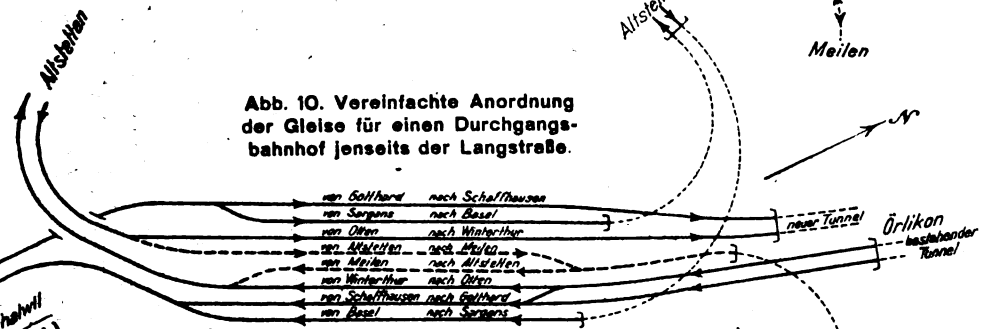 Altstetten
Altstet
Meilen
Abb. 10. Vereinfachte Anordnung
der Gleise für einen Durchgangs-
bahnhof jenseits der Langstraße.
N
von Gotthard nach Schaffhausen
von Sargans nach Basel
von Olten nach Winterthur
von Altstetten nach Meilen
von Meilen nach Altstetten
von Winterthur nach Olten
von Schaffhausen nach Gotthard
von Basel nach Sargans
neuer Tunnel
Örlikon
bestehender
Tunnel
halwil